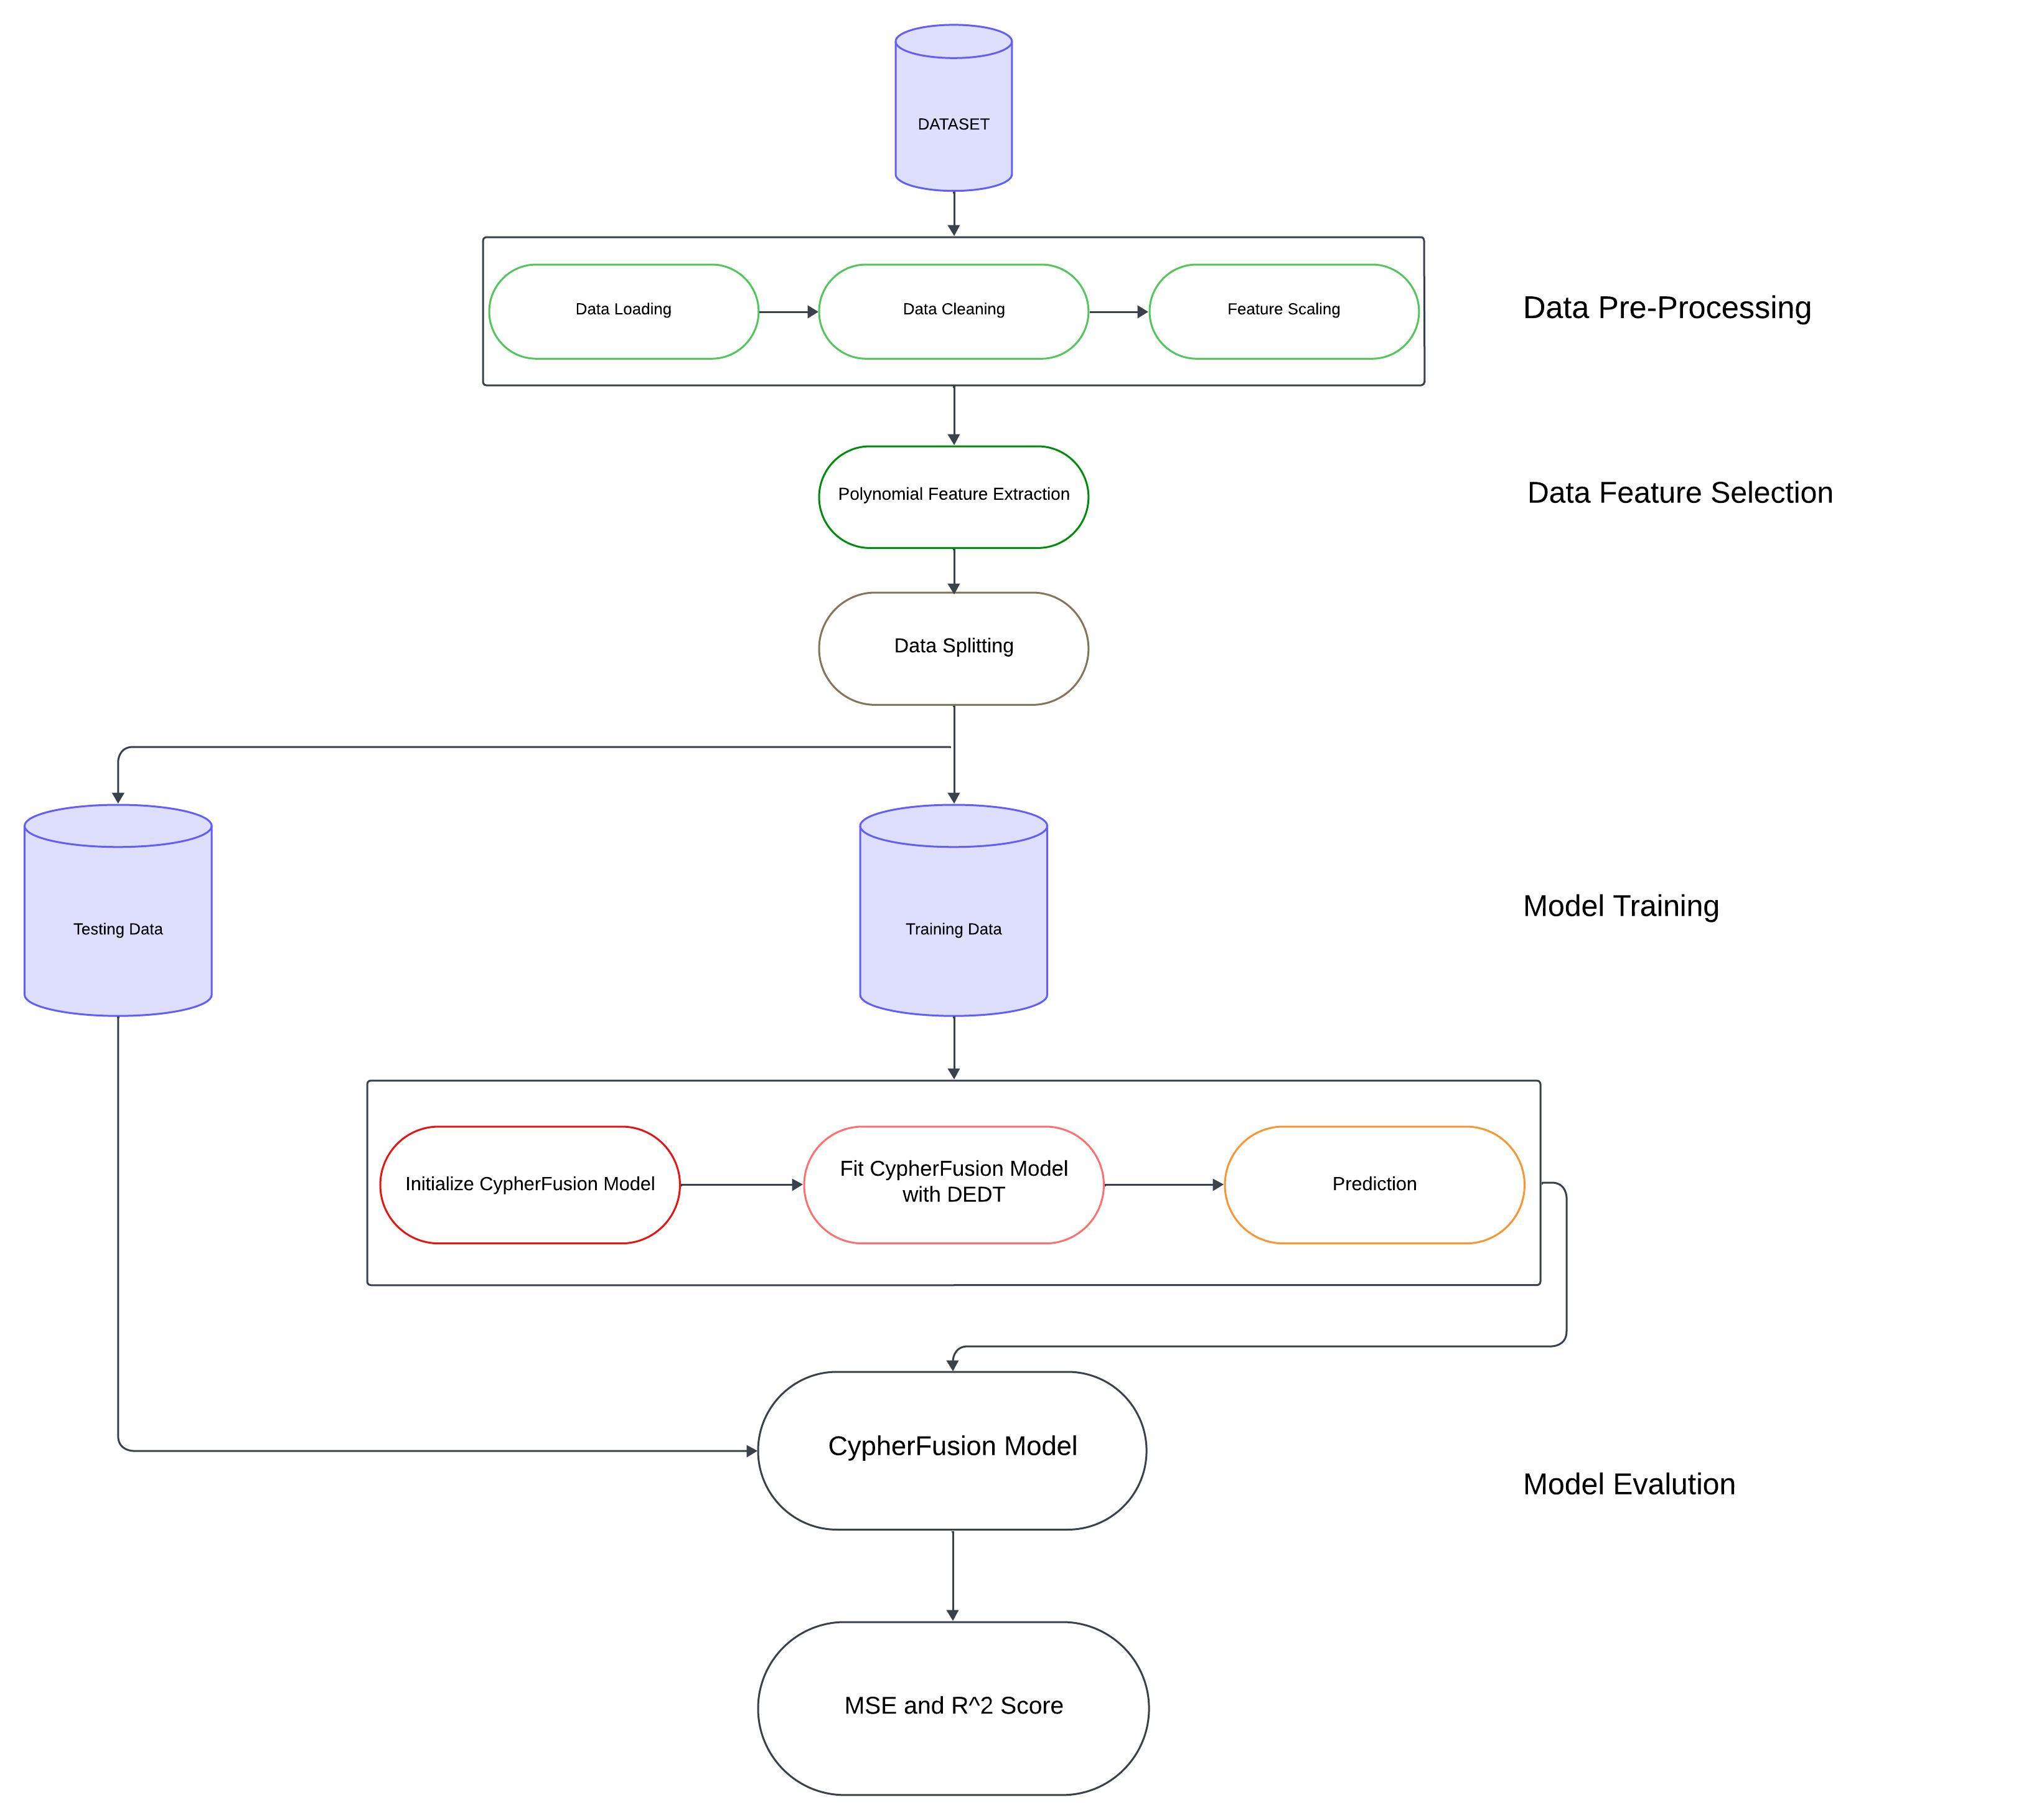 DATASET
Data Loading
Data Cleaning
Feature Scaling
Data Pre-Processing
Polynomial Feature Extraction
Data Feature Selection
Data Splitting
Testing Data
Training Data
Model Training
Initialize CypherFusion Model
Fit CypherFusion Model
with DEDT
Prediction
CypherFusion Model
Model Evalution
MSE and R^2 Score